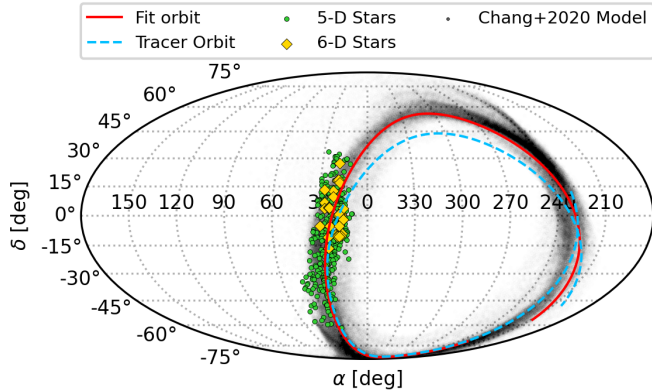 Fit orbit 5-D Stars Chang+2020 Model
Tracer Orbit 6-D Stars
75°
60°
45°
30°
15°
0°
-15°
-30°
-45°
-60°
-75°
150 120 90 60 30 0 330 300 270 240 210
δ [deg]
α [deg]